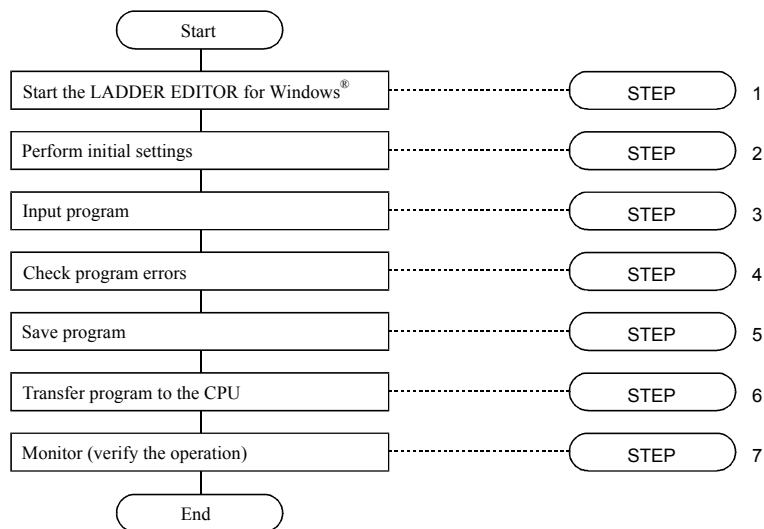 Start
Start the LADDER EDITOR for Windows® STEP 1
Perform initial settings STEP 2
Input program STEP 3
Check program errors STEP 4
Save program STEP 5
Transfer program to the CPU STEP 6
Monitor (verify the operation) STEP 7
End